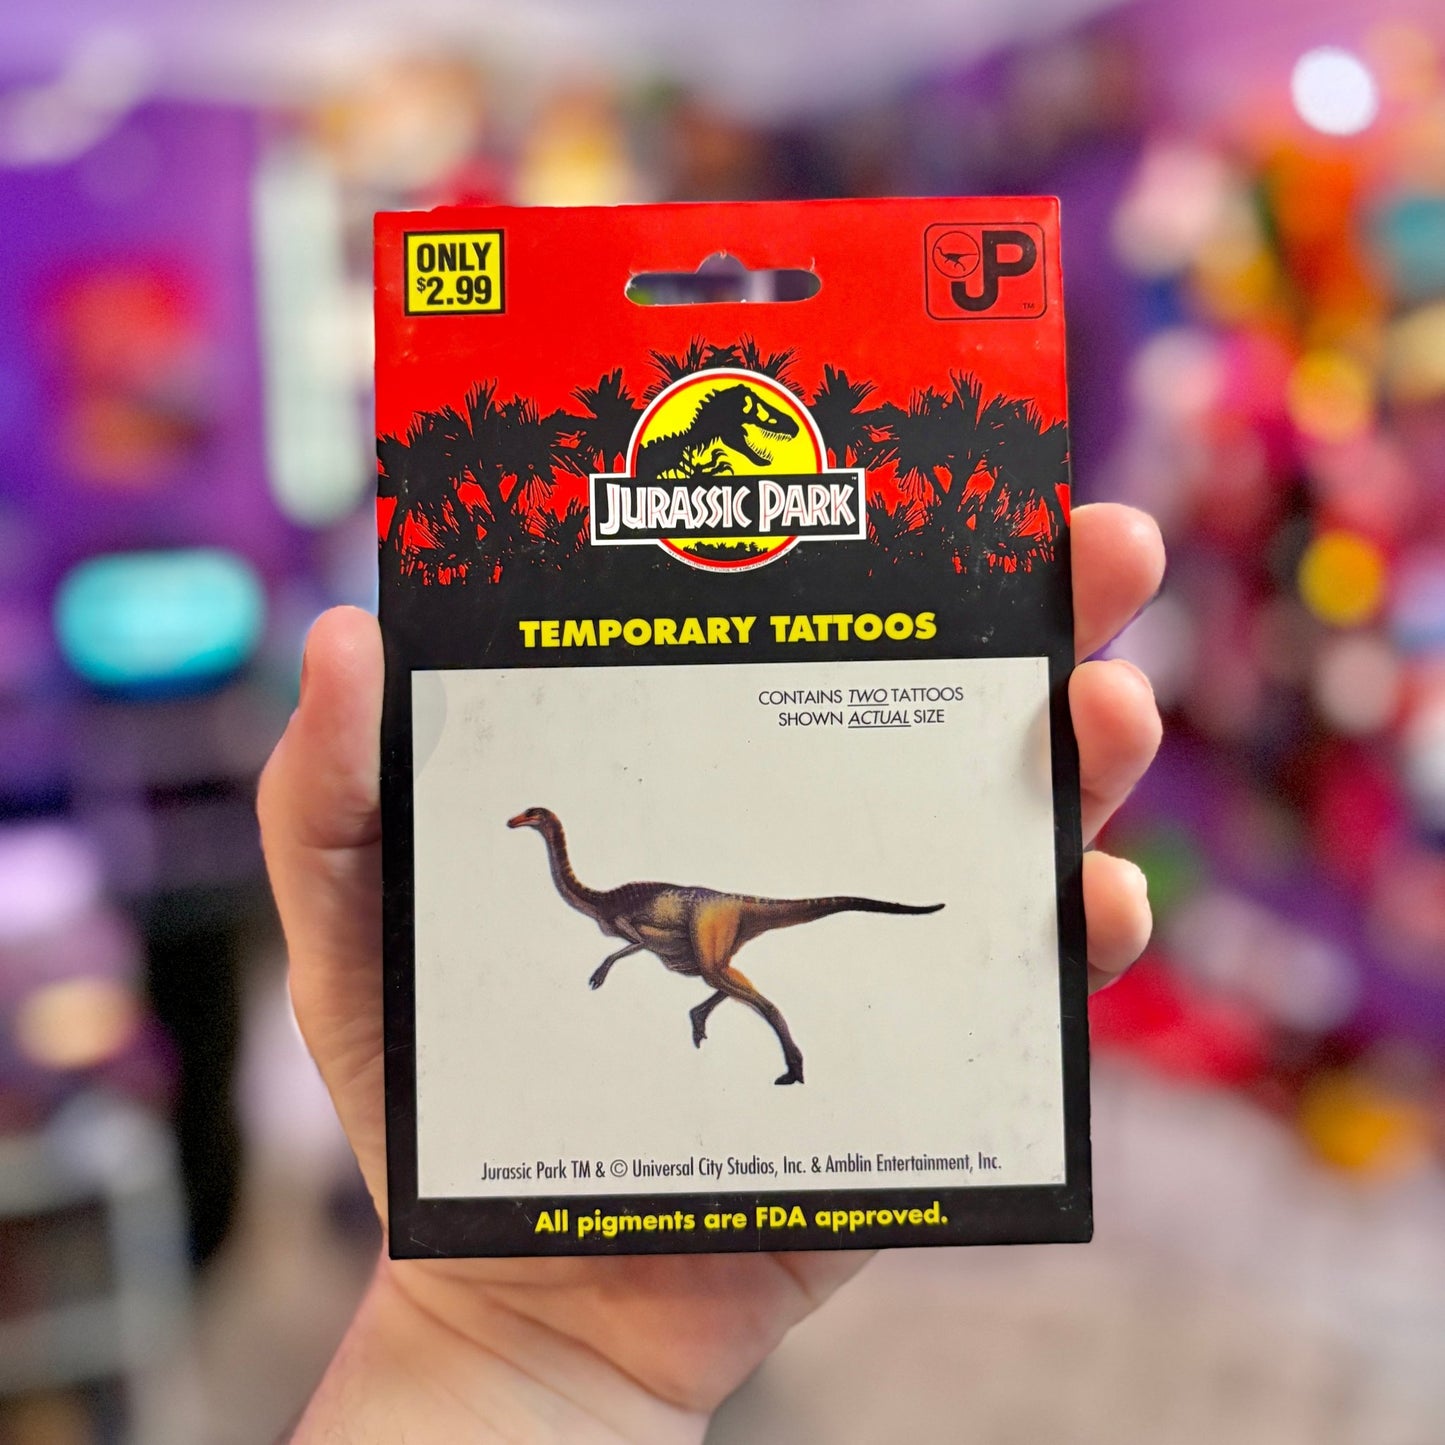 ONLY
$2.99
JP
TM
JURASSIC PARK
TEMPORARY TATTOOS
CONTAINS TWO TATTOOS
SHOWN ACTUAL SIZE
Jurassic Park TM & © Universal City Studios, Inc. & Amblin Entertainment, Inc.
All pigments are FDA approved.